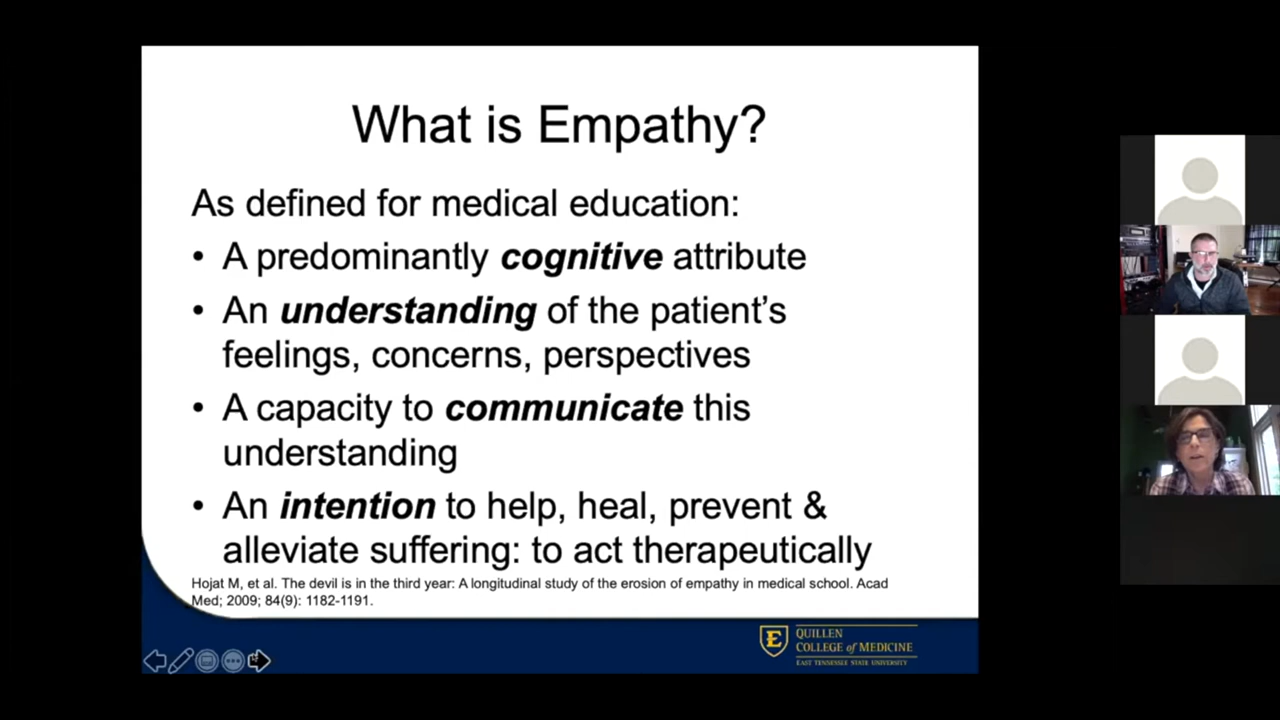 What is Empathy?
As defined for medical education:
• A predominantly cognitive attribute
• An understanding of the patient’s
feelings, concerns, perspectives
• A capacity to communicate this
understanding
• An intention to help, heal, prevent &
alleviate suffering: to act therapeutically
Hojat M, et al. The devil is in the third year: A longitudinal study of the erosion of empathy in medical school. Acad
Med; 2009; 84(9): 1182-1191.
E
QUILLEN
COLLEGE of MEDICINE
EAST TENNESSEE STATE UNIVERSITY